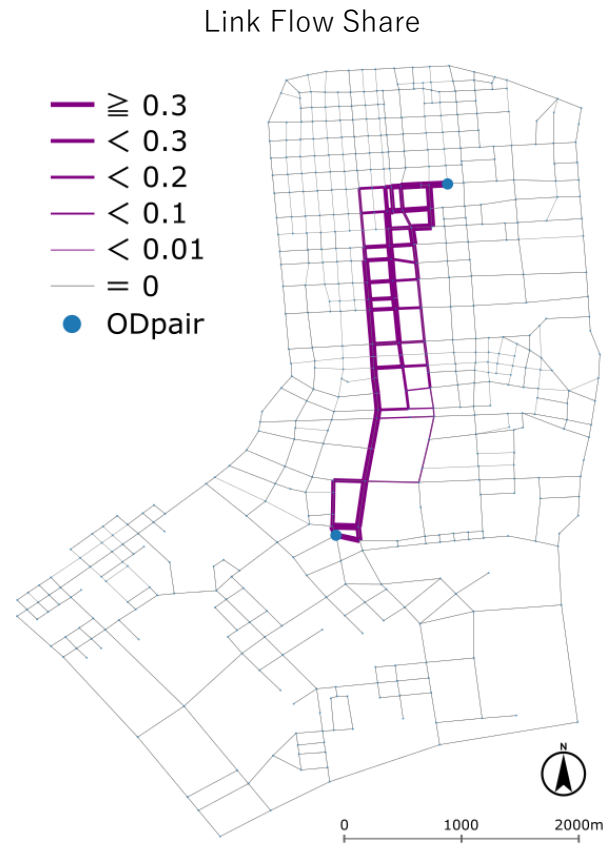 Link Flow Share
≧ 0.3
< 0.3
< 0.2
< 0.1
< 0.01
= 0
ODpair
N
0 1000 2000m